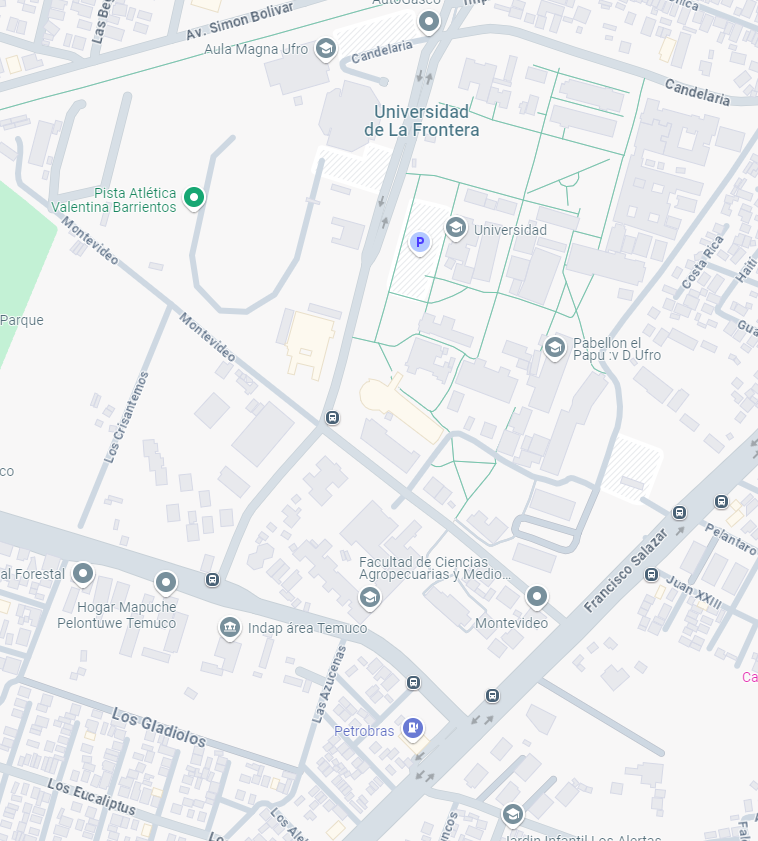 AutoGasco
Av. Simon Bolivar
Aula Magna Ufro
Candelaria
Candelaria
Universidad
de La Frontera
Pista Atlética
Valentina Barrientos
Montevideo
P
Universidad
Costa Rica
Haiti
Parque
Montevideo
Pabellon el
Papu :v D Ufro
Los Crisantemos
Francisco Salazar
Pelantaro
Facultad de Ciencias
Agropecuarias y Medio...
al Forestal
Juan XXIII
Hogar Mapuche
Pelontuwe Temuco
Indap área Temuco
Montevideo
Las Azucenas
Los Gladiolos
Petrobras
Los Eucaliptus
Jardin Infantil Los Alertas